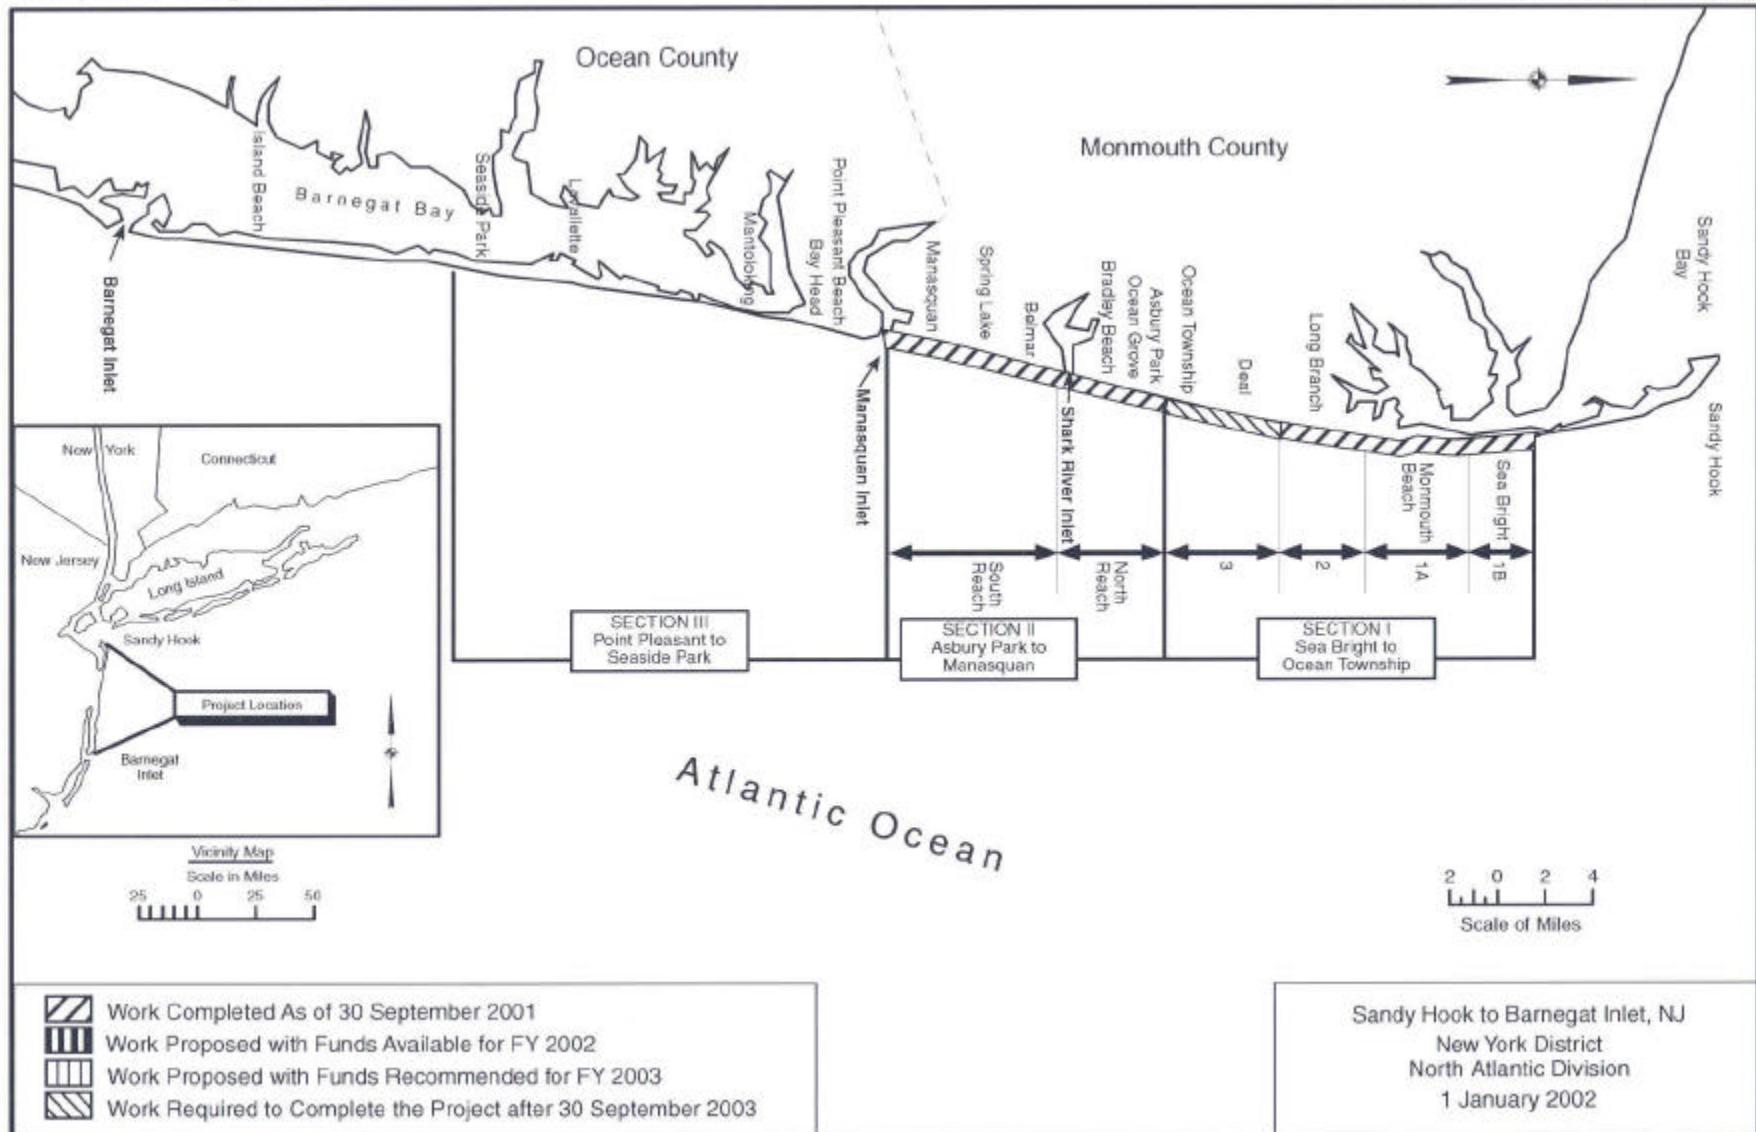 Ocean County
Monmouth County
Island Beach
Barnegat Bay
Seaside Park
Lavallette
Mantoloking
Point Pleasant Beach
Bay Head
Manasquan
Spring Lake
Belmar
Bradley Beach
Ocean Grove
Asbury Park
Ocean Township
Deal
Long Branch
Sandy Hook
Bay
Sandy Hook
Barnegat Inlet
Manasquan Inlet
Shark River Inlet
Monmouth
Beach
Sea Bright
South
Reach
North
Reach
3
2
1A
1B
SECTION III
Point Pleasant to
Seaside Park
SECTION II
Asbury Park to
Manasquan
SECTION I
Sea Bright to
Ocean Township
New York
Connecticut
New Jersey
Long Island
Sandy Hook
Project Location
Barnegat
Inlet
Vicinity Map
Scale in Miles
25 0 25 50
Atlantic Ocean
2 0 2 4
Scale of Miles
Work Completed As of 30 September 2001
Work Proposed with Funds Available for FY 2002
Work Proposed with Funds Recommended for FY 2003
Work Required to Complete the Project after 30 September 2003
Sandy Hook to Barnegat Inlet, NJ
New York District
North Atlantic Division
1 January 2002